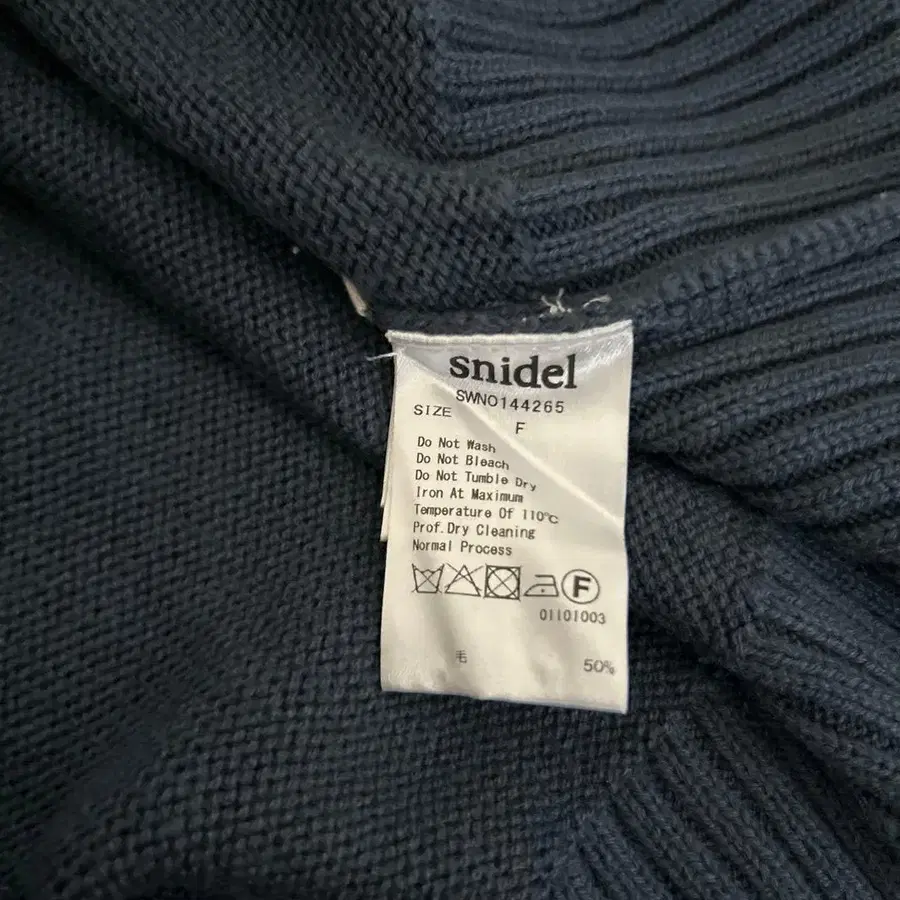 snidel
SWNO144265
SIZE
F
Do Not Wash
Do Not Bleach
Do Not Tumble Dry
Iron At Maximum
Temperature Of 110℃
Prof.Dry Cleaning
Normal Process
F
01101003
毛 50%